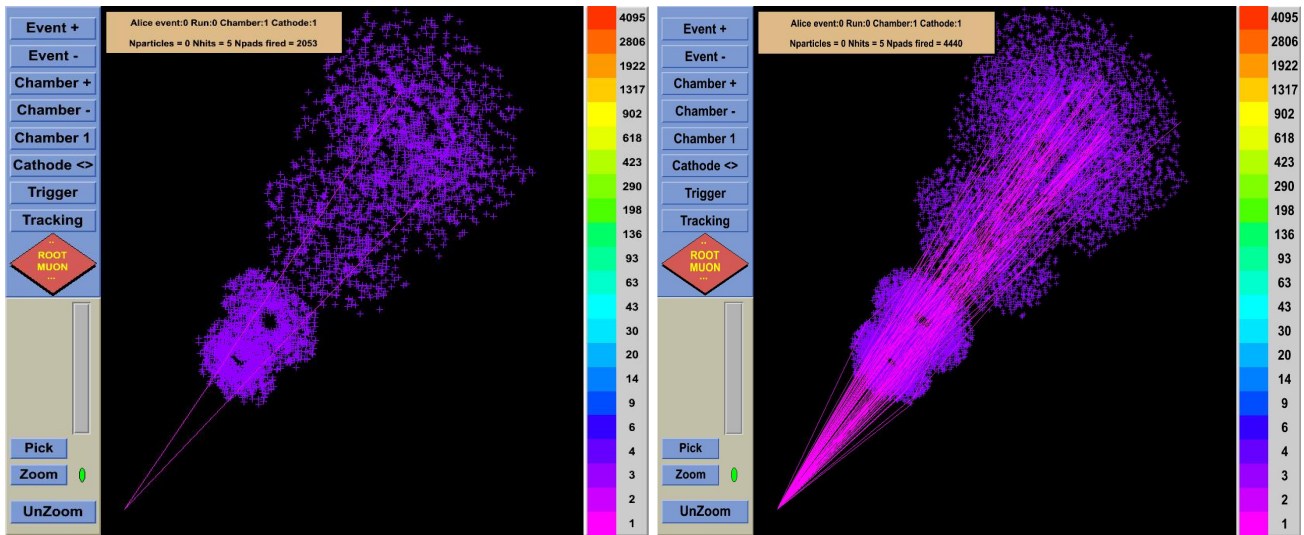 Event +
Event -
Chamber +
Chamber -
Chamber 1
Cathode <>
Trigger
Tracking
..
ROOT
MUON
...
Pick
Zoom
UnZoom
Alice event:0 Run:0 Chamber:1 Cathode:1
Nparticles = 0 Nhits = 5 Npads fired = 2053
4095
2806
1922
1317
902
618
423
290
198
136
93
63
43
30
20
14
9
6
4
3
2
1
Event +
Event -
Chamber +
Chamber -
Chamber 1
Cathode <>
Trigger
Tracking
..
ROOT
MUON
...
Pick
Zoom
UnZoom
Alice event:0 Run:0 Chamber:1 Cathode:1
Nparticles = 0 Nhits = 5 Npads fired = 4440
4095
2806
1922
1317
902
618
423
290
198
136
93
63
43
30
20
14
9
6
4
3
2
1